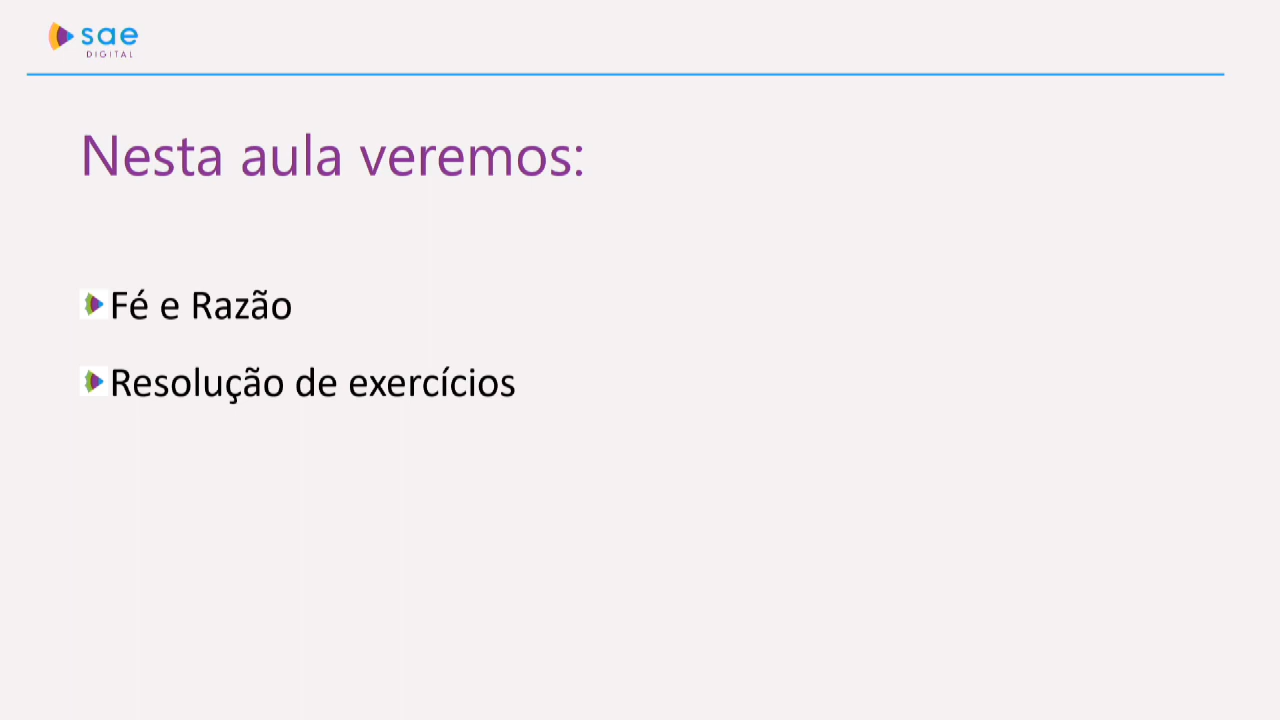 sae
DIGITAL
Nesta aula veremos:
Fé e Razão
Resolução de exercícios